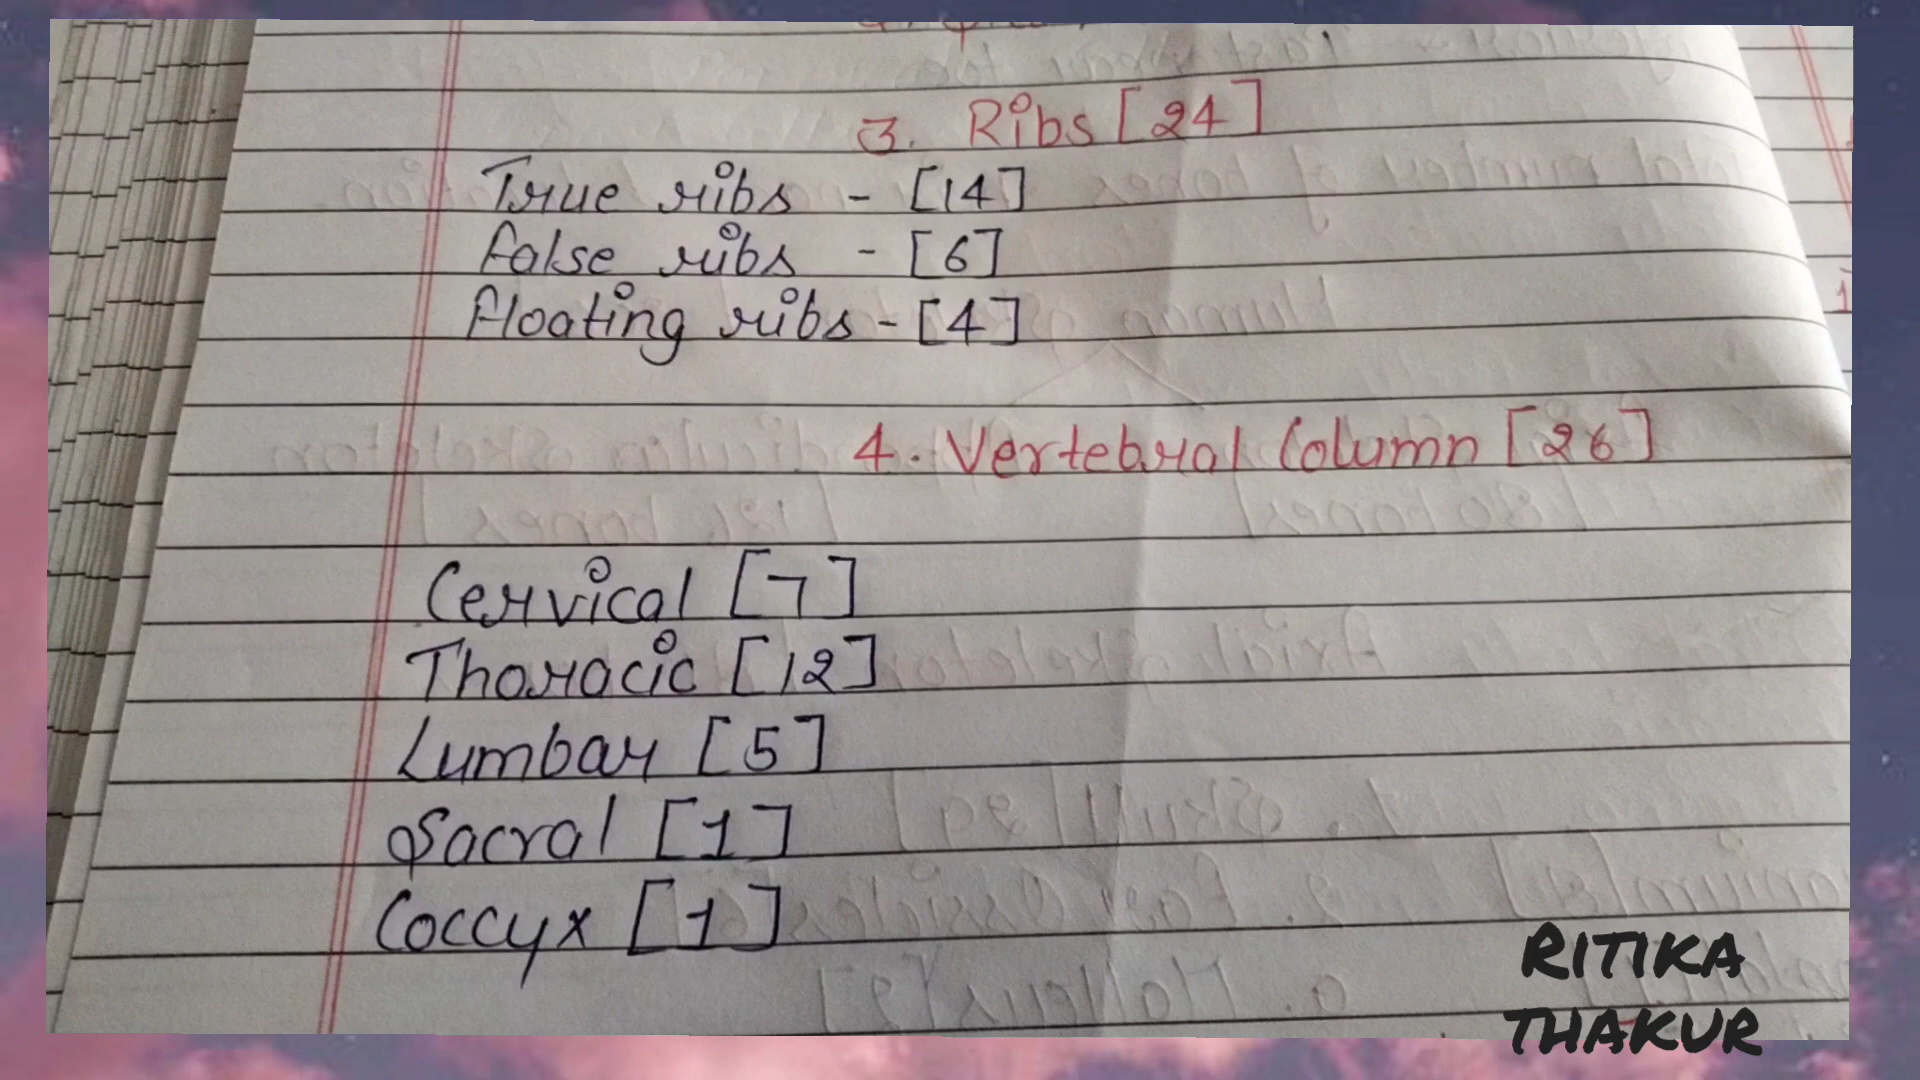 3. Ribs [24]
True ribs - [14]
false ribs - [6]
floating ribs - [4]
4. Vertebral Column [26]
Cervical [7]
Thoracic [12]
Lumbar [5]
Sacral [1]
Coccyx [1]
RITIKA
THAKUR